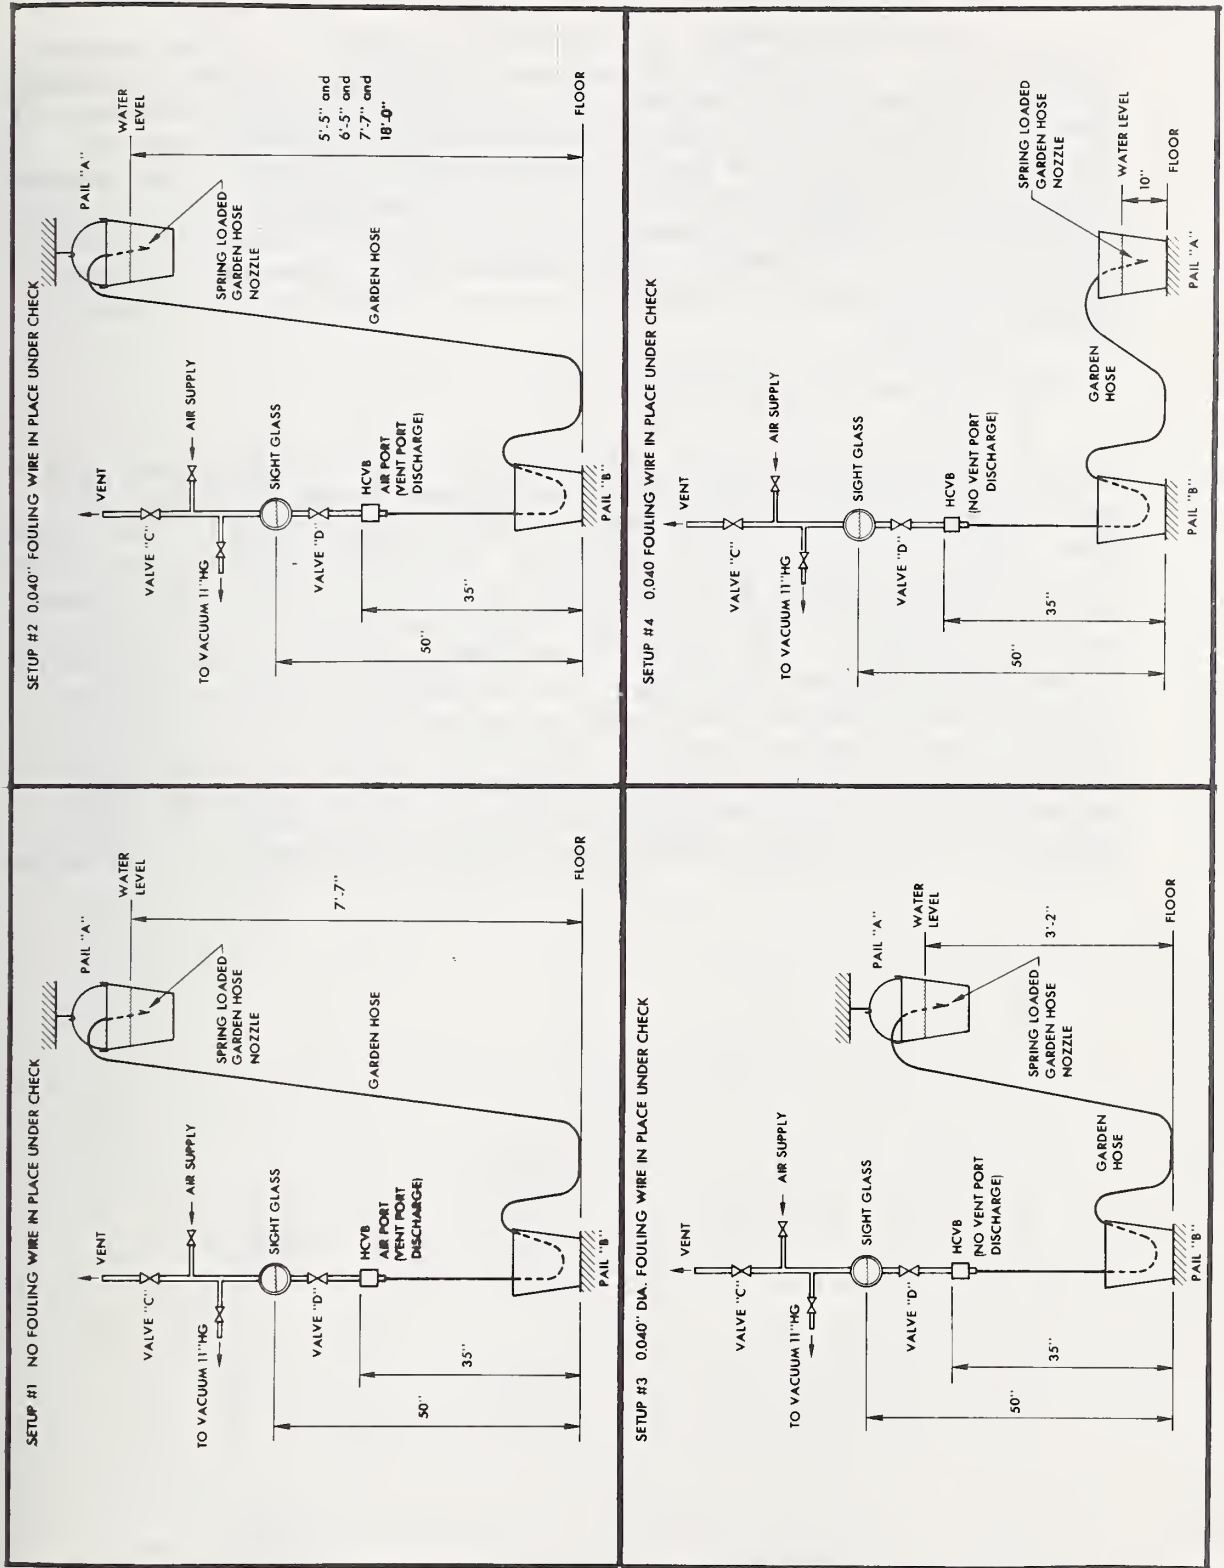 SETUP #1 NO FOULING WIRE IN PLACE UNDER CHECK
VENT
VALVE "C"
AIR SUPPLY
TO VACUUM 11"HG
SIGHT GLASS
VALVE "D"
HCVB
AIR PORT
(VENT PORT
DISCHARGE)
35"
50"
PAIL "B"
GARDEN HOSE
SPRING LOADED
GARDEN HOSE
NOZZLE
PAIL "A"
WATER
LEVEL
7'-7"
FLOOR
SETUP #2 0.040" FOULING WIRE IN PLACE UNDER CHECK
VENT
VALVE "C"
AIR SUPPLY
TO VACUUM 11"HG
SIGHT GLASS
VALVE "D"
HCVB
AIR PORT
(VENT PORT
DISCHARGE)
35"
50"
PAIL "B"
GARDEN HOSE
SPRING LOADED
GARDEN HOSE
NOZZLE
PAIL "A"
WATER
LEVEL
5'-5" and
6'-5" and
7'-7" and
18'-0"
FLOOR
SETUP #3 0.040" DIA. FOULING WIRE IN PLACE UNDER CHECK
VENT
VALVE "C"
AIR SUPPLY
TO VACUUM 11"HG
SIGHT GLASS
VALVE "D"
HCVB
(NO VENT PORT
DISCHARGE)
35"
50"
PAIL "B"
GARDEN
HOSE
SPRING LOADED
GARDEN HOSE
NOZZLE
PAIL "A"
WATER
LEVEL
3'-2"
FLOOR
SETUP #4 0.040 FOULING WIRE IN PLACE UNDER CHECK
VENT
VALVE "C"
AIR SUPPLY
TO VACUUM 11"HG
SIGHT GLASS
VALVE "D"
HCVB
(NO VENT PORT
DISCHARGE)
35"
50"
PAIL "B"
GARDEN
HOSE
SPRING LOADED
GARDEN HOSE
NOZZLE
WATER LEVEL
10"
FLOOR
PAIL "A"